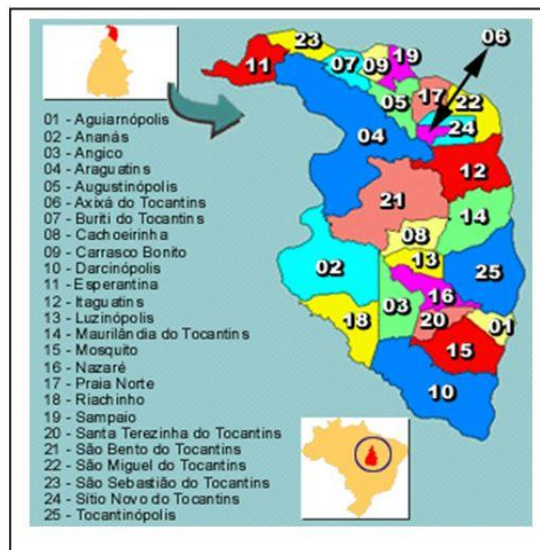 01 - Aguiarnópolis
02 - Ananás
03 - Angico
04 - Araguatins
05 - Augustinópolis
06 - Axixá do Tocantins
07 - Buriti do Tocantins
08 - Cachoeirinha
09 - Carrasco Bonito
10 - Darcinópolis
11 - Esperantina
12 - Itaguatins
13 - Luzinópolis
14 - Maurilândia do Tocantins
15 - Mosquito
16 - Nazaré
17 - Praia Norte
18 - Riachinho
19 - Sampaio
20 - Santa Terezinha do Tocantins
21 - São Bento do Tocantins
22 - São Miguel do Tocantins
23 - São Sebastião do Tocantins
24 - Sítio Novo do Tocantins
25 - Tocantinópolis
23
19
06
11
07
09
05
17
22
04
24
12
21
14
08
13
02
25
16
03
18
20
01
15
10